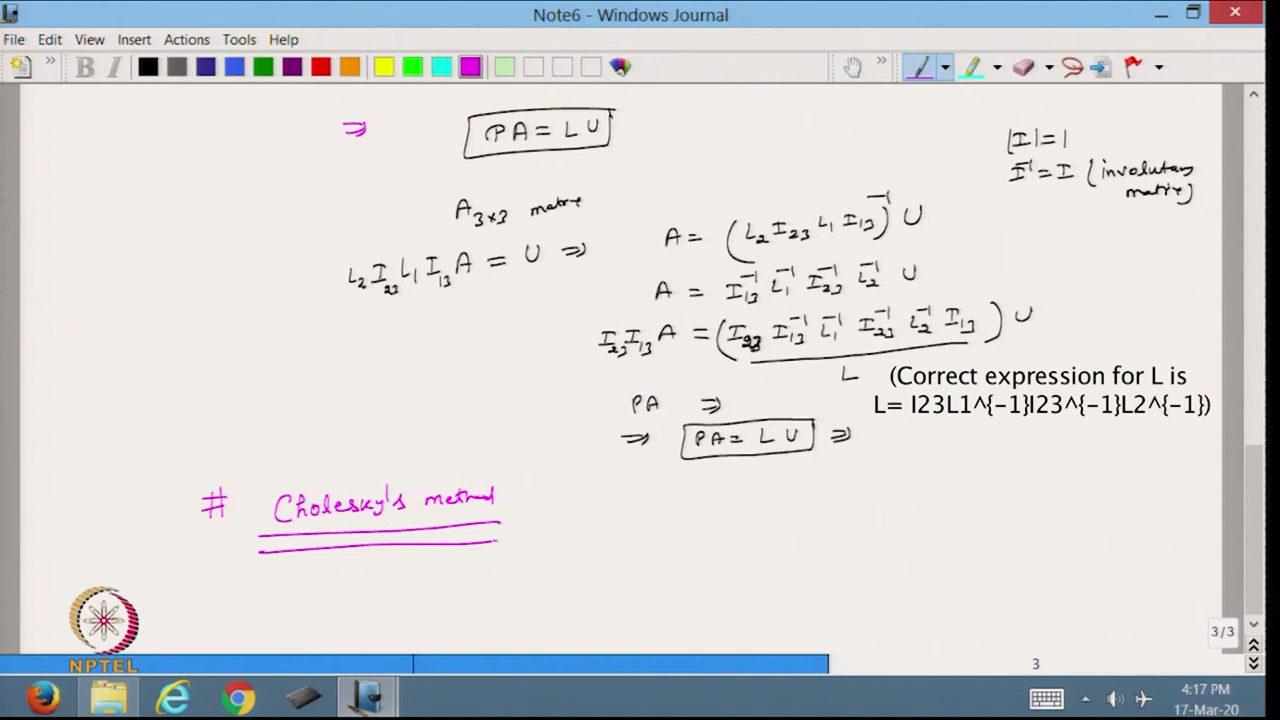 Note6 - Windows Journal
File Edit View Insert Actions Tools Help
⇒ PA = LU
|I| = 1
I⁻¹ = I (involutary matrix)
A₃ₓ₃ matrix
L₂ I₂₃ L₁ I₁₃ A = U ⇒
A = (L₂ I₂₃ L₁ I₁₃)⁻¹ U
A = I₁₃⁻¹ L₁⁻¹ I₂₃⁻¹ L₂⁻¹ U
I₂₃ I₁₃ A = (I₂₃ I₁₃⁻¹ L₁⁻¹ I₂₃⁻¹ L₂⁻¹ I₁₃) U
L
(Correct expression for L is
L= I23L1^{-1}I23^{-1}L2^{-1})
PA ⇒
⇒ PA = LU ⇒
# Cholesky's method
NPTEL
3/3
3
4:17 PM
17-Mar-20